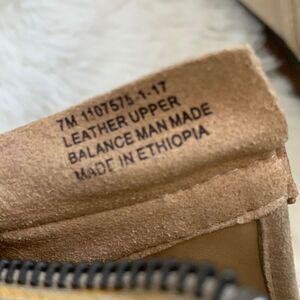 7M 1107575-1-17
LEATHER UPPER
BALANCE MAN MADE
MADE IN ETHIOPIA